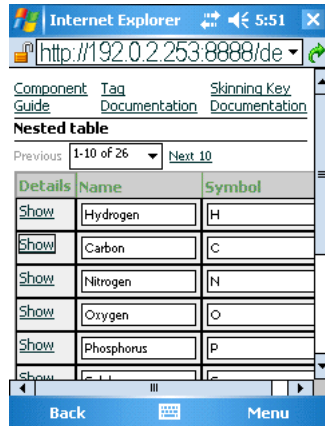 Internet Explorer 5:51
http://192.0.2.253:8888/de
Component Guide
Tag Documentation
Skinning Key Documentation
Nested table
Previous 1-10 of 26 Next 10
Details Name Symbol
Show Hydrogen H
Show Carbon C
Show Nitrogen N
Show Oxygen O
Show Phosphorus P
Show
Back Menu